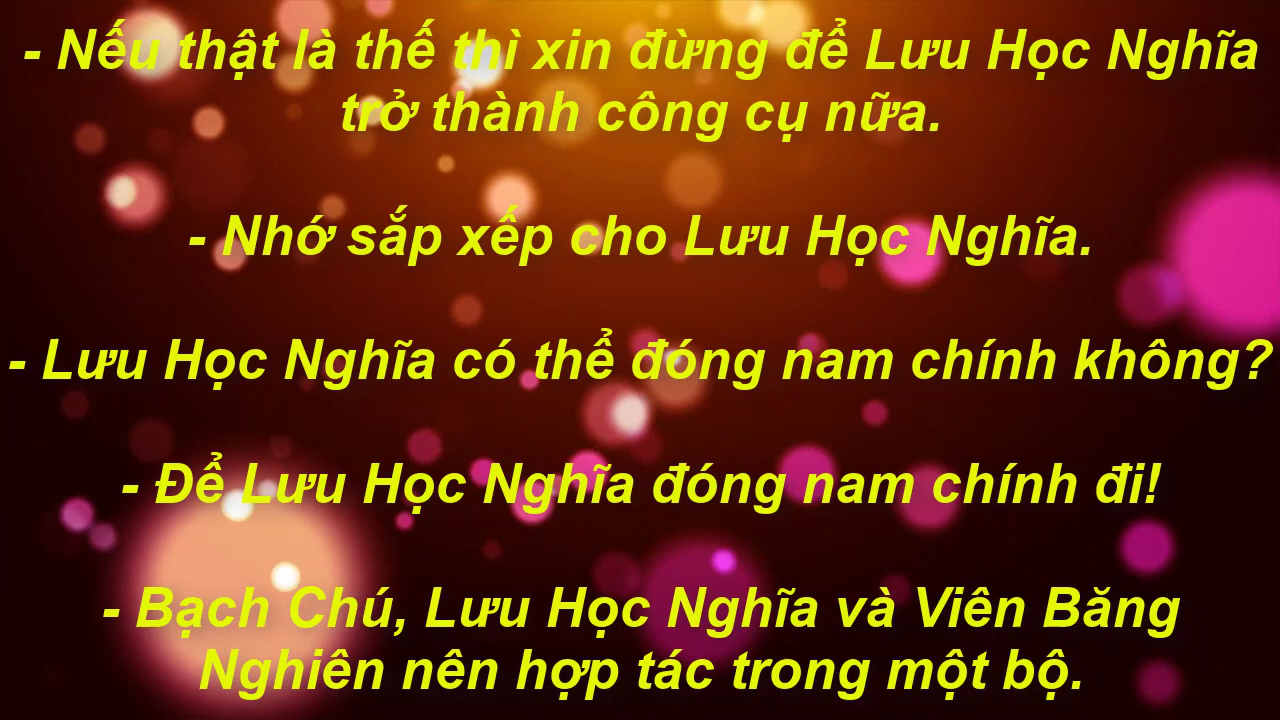 - Nếu thật là thế thì xin đừng để Lưu Học Nghĩa
trở thành công cụ nữa.
- Nhớ sắp xếp cho Lưu Học Nghĩa.
- Lưu Học Nghĩa có thể đóng nam chính không?
- Để Lưu Học Nghĩa đóng nam chính đi!
- Bạch Chú, Lưu Học Nghĩa và Viên Băng
Nghiên nên hợp tác trong một bộ.